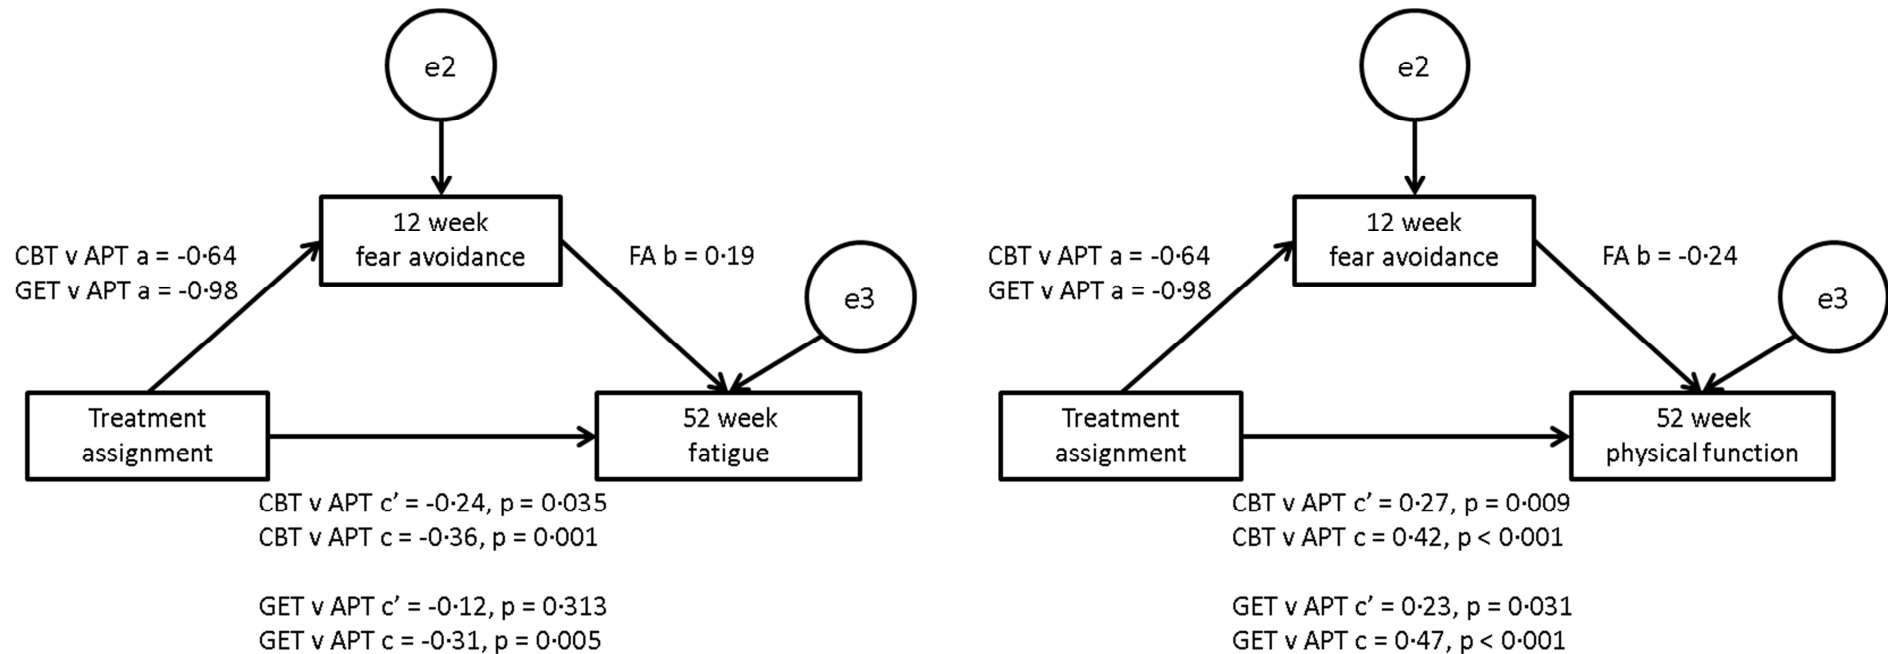 e2
12 week
fear avoidance
CBT v APT a = -0·64
GET v APT a = -0·98
FA b = 0·19
e3
Treatment
assignment
52 week
fatigue
CBT v APT c’ = -0·24, p = 0·035
CBT v APT c = -0·36, p = 0·001
GET v APT c’ = -0·12, p = 0·313
GET v APT c = -0·31, p = 0·005
e2
12 week
fear avoidance
CBT v APT a = -0·64
GET v APT a = -0·98
FA b = -0·24
e3
Treatment
assignment
52 week
physical function
CBT v APT c’ = 0·27, p = 0·009
CBT v APT c = 0·42, p < 0·001
GET v APT c’ = 0·23, p = 0·031
GET v APT c = 0·47, p < 0·001